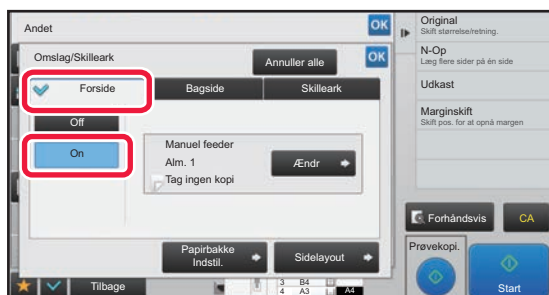 Andet
OK
Omslag/Skilleark
Annuller alle
OK
Forside
Bagside
Skilleark
Off
On
Manuel feeder
Alm. 1
Tag ingen kopi
Ændr
Papirbakke
Indstil.
Sidelayout
Tilbage
3 B4
4 A3
A4
Original
Skift størrelse/retning.
N-Op
Læg flere sider på én side
Udkast
Marginskift
Skift pos. for at opnå margen
Forhåndsvis
CA
Prøvekopi.
Start